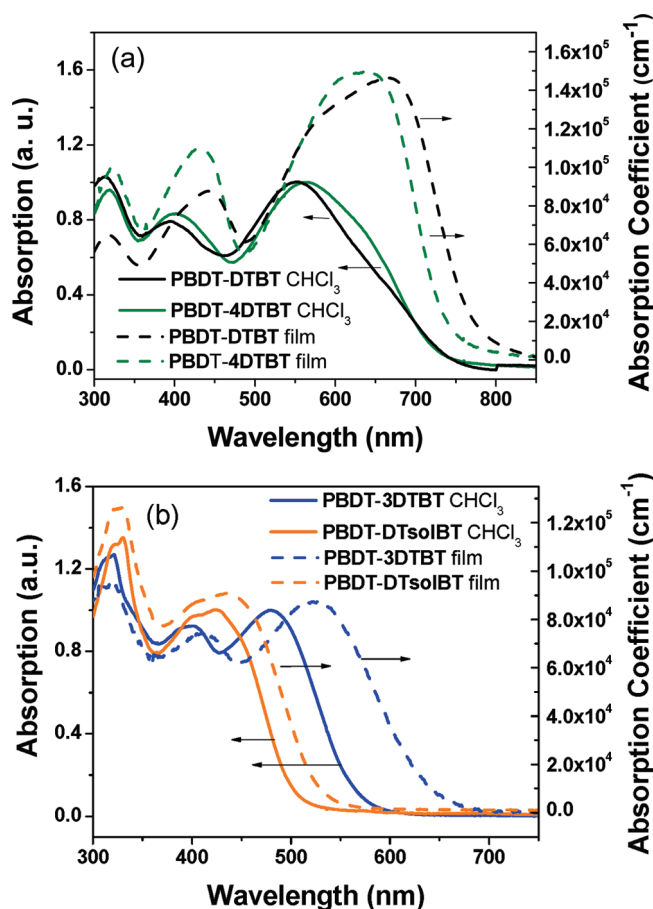 (a)
Absorption (a. u.)
1.6
1.2
0.8
0.4
0.0
1.6x10⁵
1.4x10⁵
1.2x10⁵
1.0x10⁵
8.0x10⁴
6.0x10⁴
4.0x10⁴
2.0x10⁴
0.0
Absorption Coefficient (cm⁻¹)
PBDT-DTBT CHCl₃
PBDT-4DTBT CHCl₃
PBDT-DTBT film
PBDT-4DTBT film
300 400 500 600 700 800
Wavelength (nm)
(b)
Absorption (a.u.)
1.6
1.2
0.8
0.4
0.0
PBDT-3DTBT CHCl₃
PBDT-DTsolBT CHCl₃
PBDT-3DTBT film
PBDT-DTsolBT film
1.2x10⁵
1.0x10⁵
8.0x10⁴
6.0x10⁴
4.0x10⁴
2.0x10⁴
0.0
Absorption Coefficient (cm⁻¹)
300 400 500 600 700
Wavelength (nm)